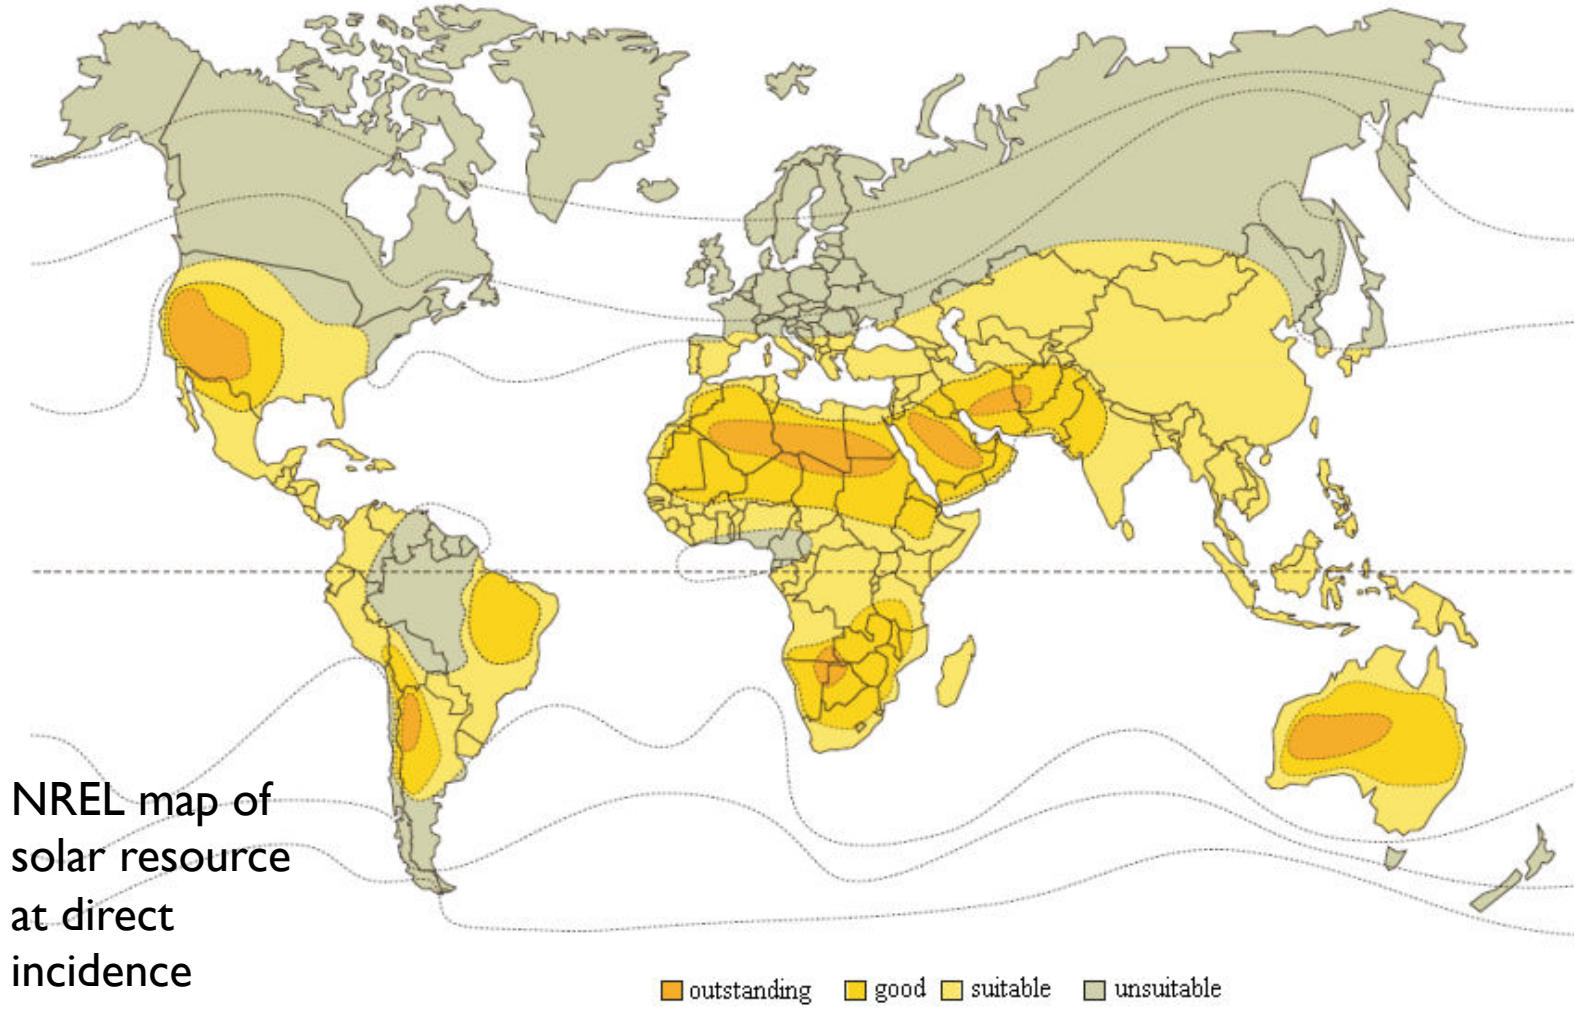 NREL map of
solar resource
at direct
incidence
outstanding good suitable unsuitable